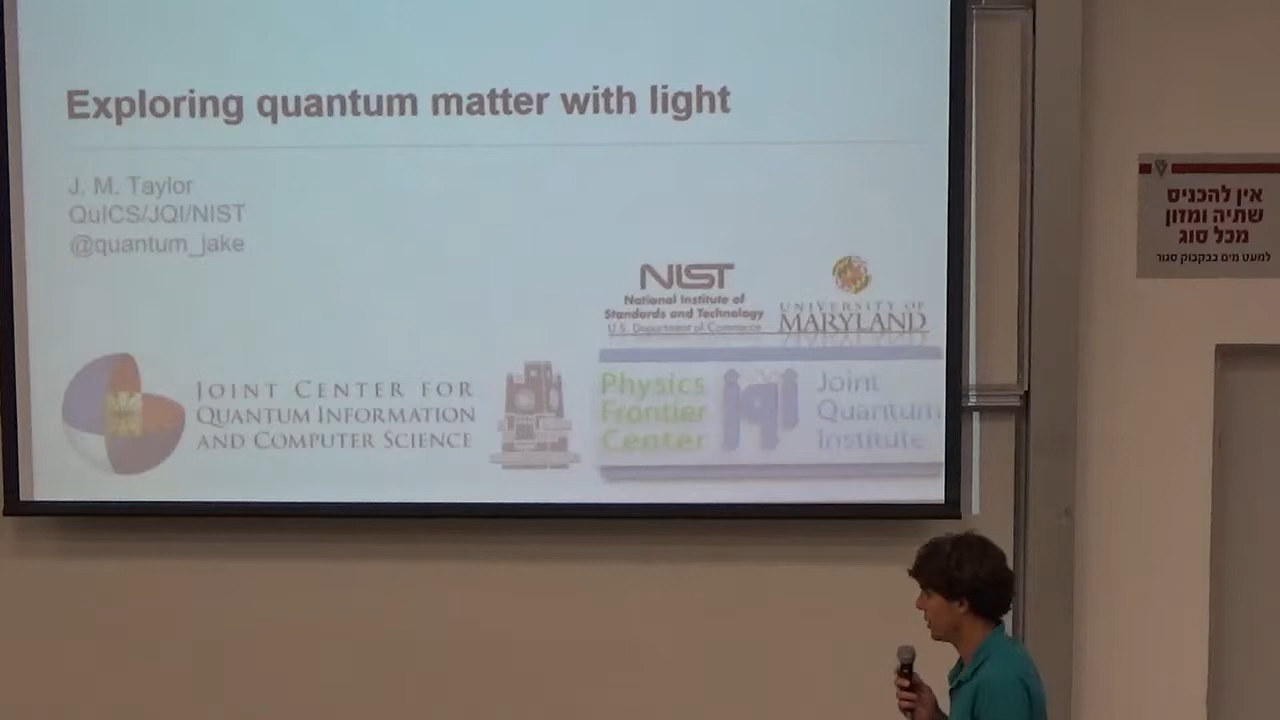 Exploring quantum matter with light
J. M. Taylor
QuICS/JQI/NIST
@quantum_jake
NIST
National Institute of
Standards and Technology
U.S. Department of Commerce
UNIVERSITY OF
MARYLAND
JOINT CENTER FOR
QUANTUM INFORMATION
AND COMPUTER SCIENCE
Physics
Frontier
Center
jqi
Joint
Quantum
Institute
אין להכניס
שתיה ומזון
מכל סוג
למעט מים בבקבוק סגור